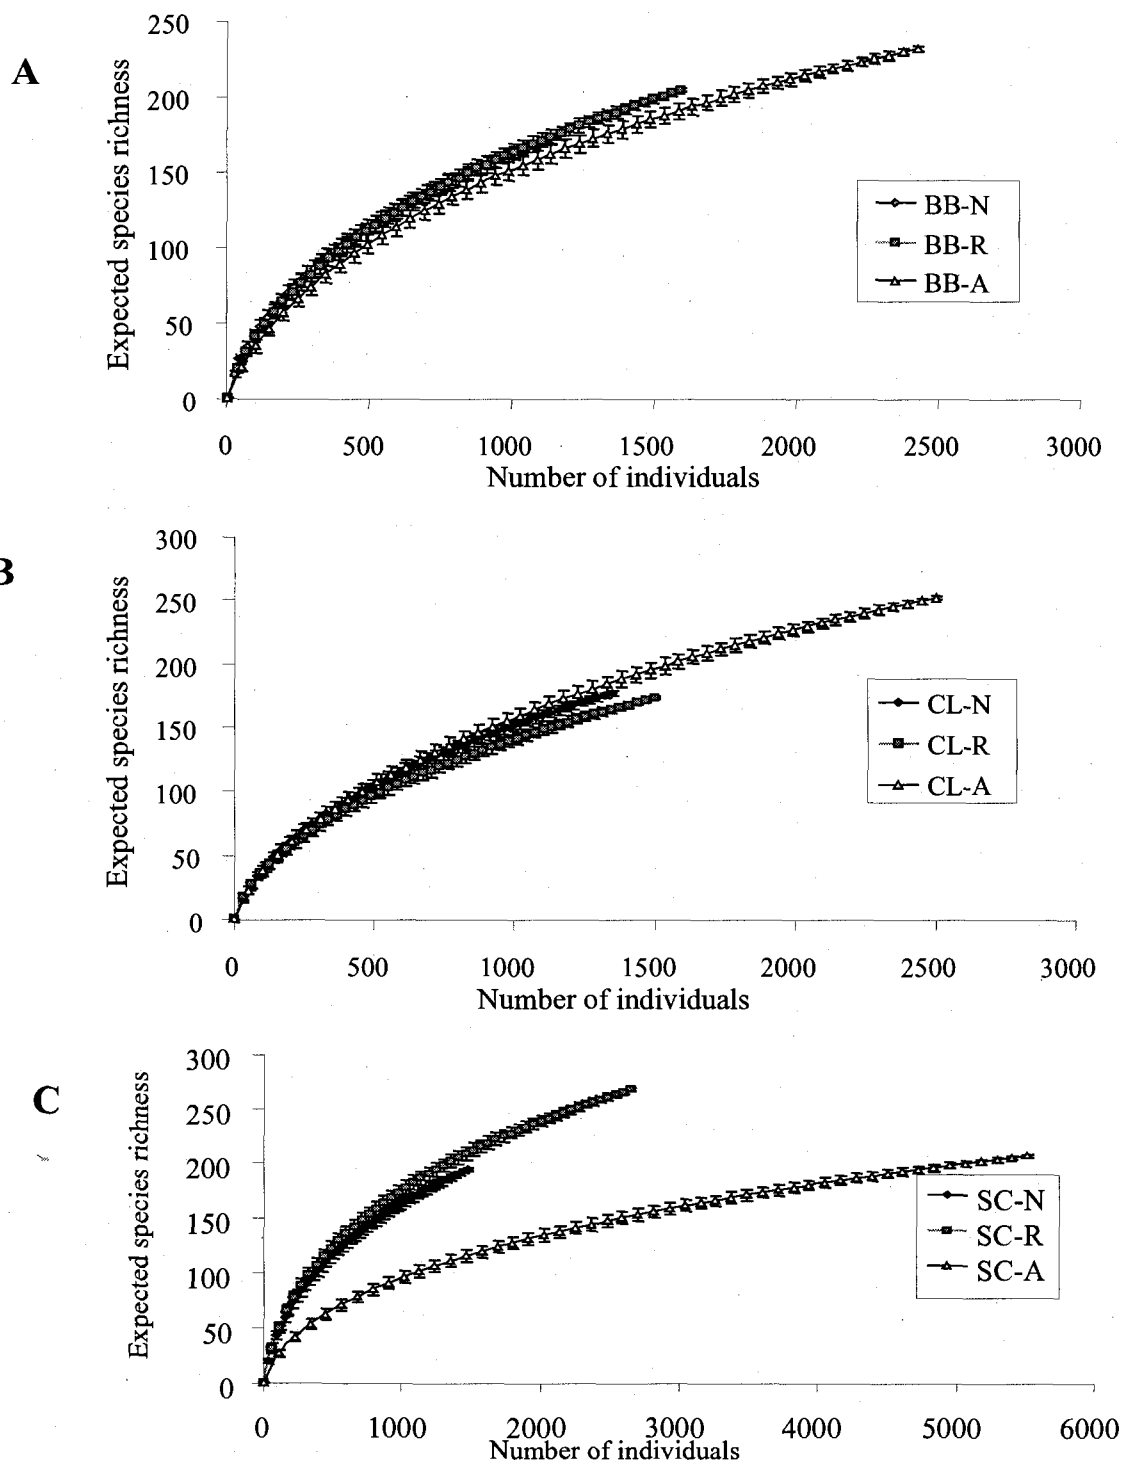 A
Expected species richness
250
200
150
100
50
0
0 500 1000 1500 2000 2500 3000
Number of individuals
BB-N
BB-R
BB-A
B
Expected species richness
300
250
200
150
100
50
0
0 500 1000 1500 2000 2500 3000
Number of individuals
CL-N
CL-R
CL-A
C
Expected species richness
300
250
200
150
100
50
0
0 1000 2000 3000 4000 5000 6000
Number of individuals
SC-N
SC-R
SC-A